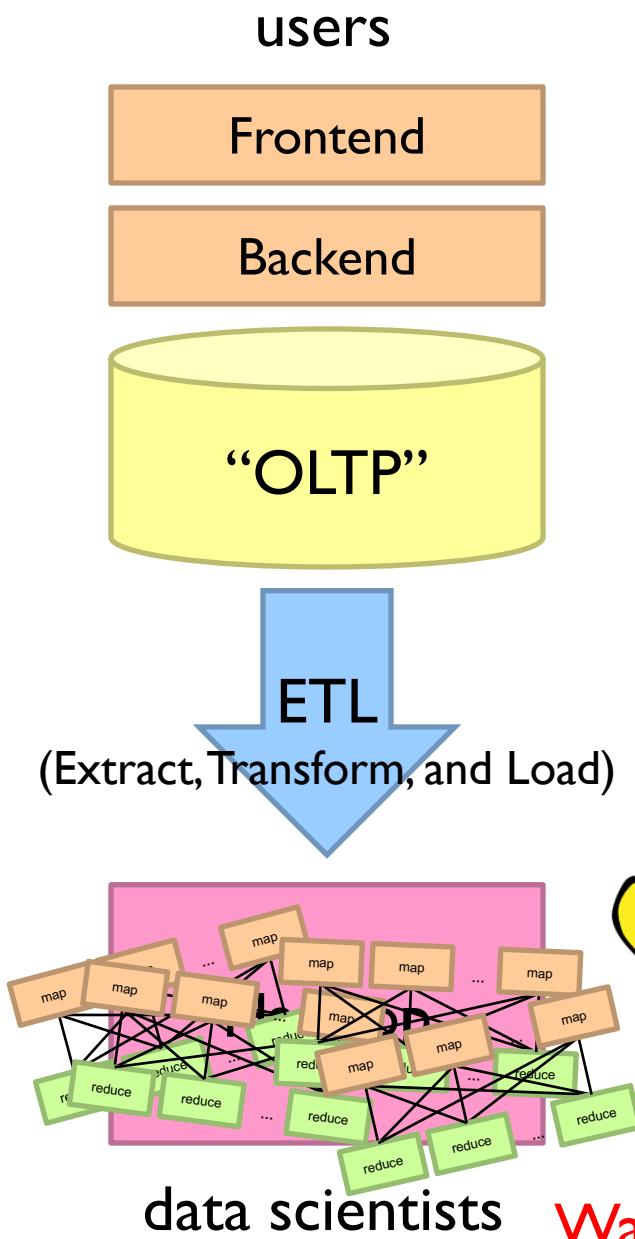 users
Frontend
Backend
“OLTP”
ETL
(Extract, Transform, and Load)
map
... map map ... map
map map map map map
map map
... reduce
reduce reduce ... reduce
... reduce
reduce reduce ...
data scientists
Wa